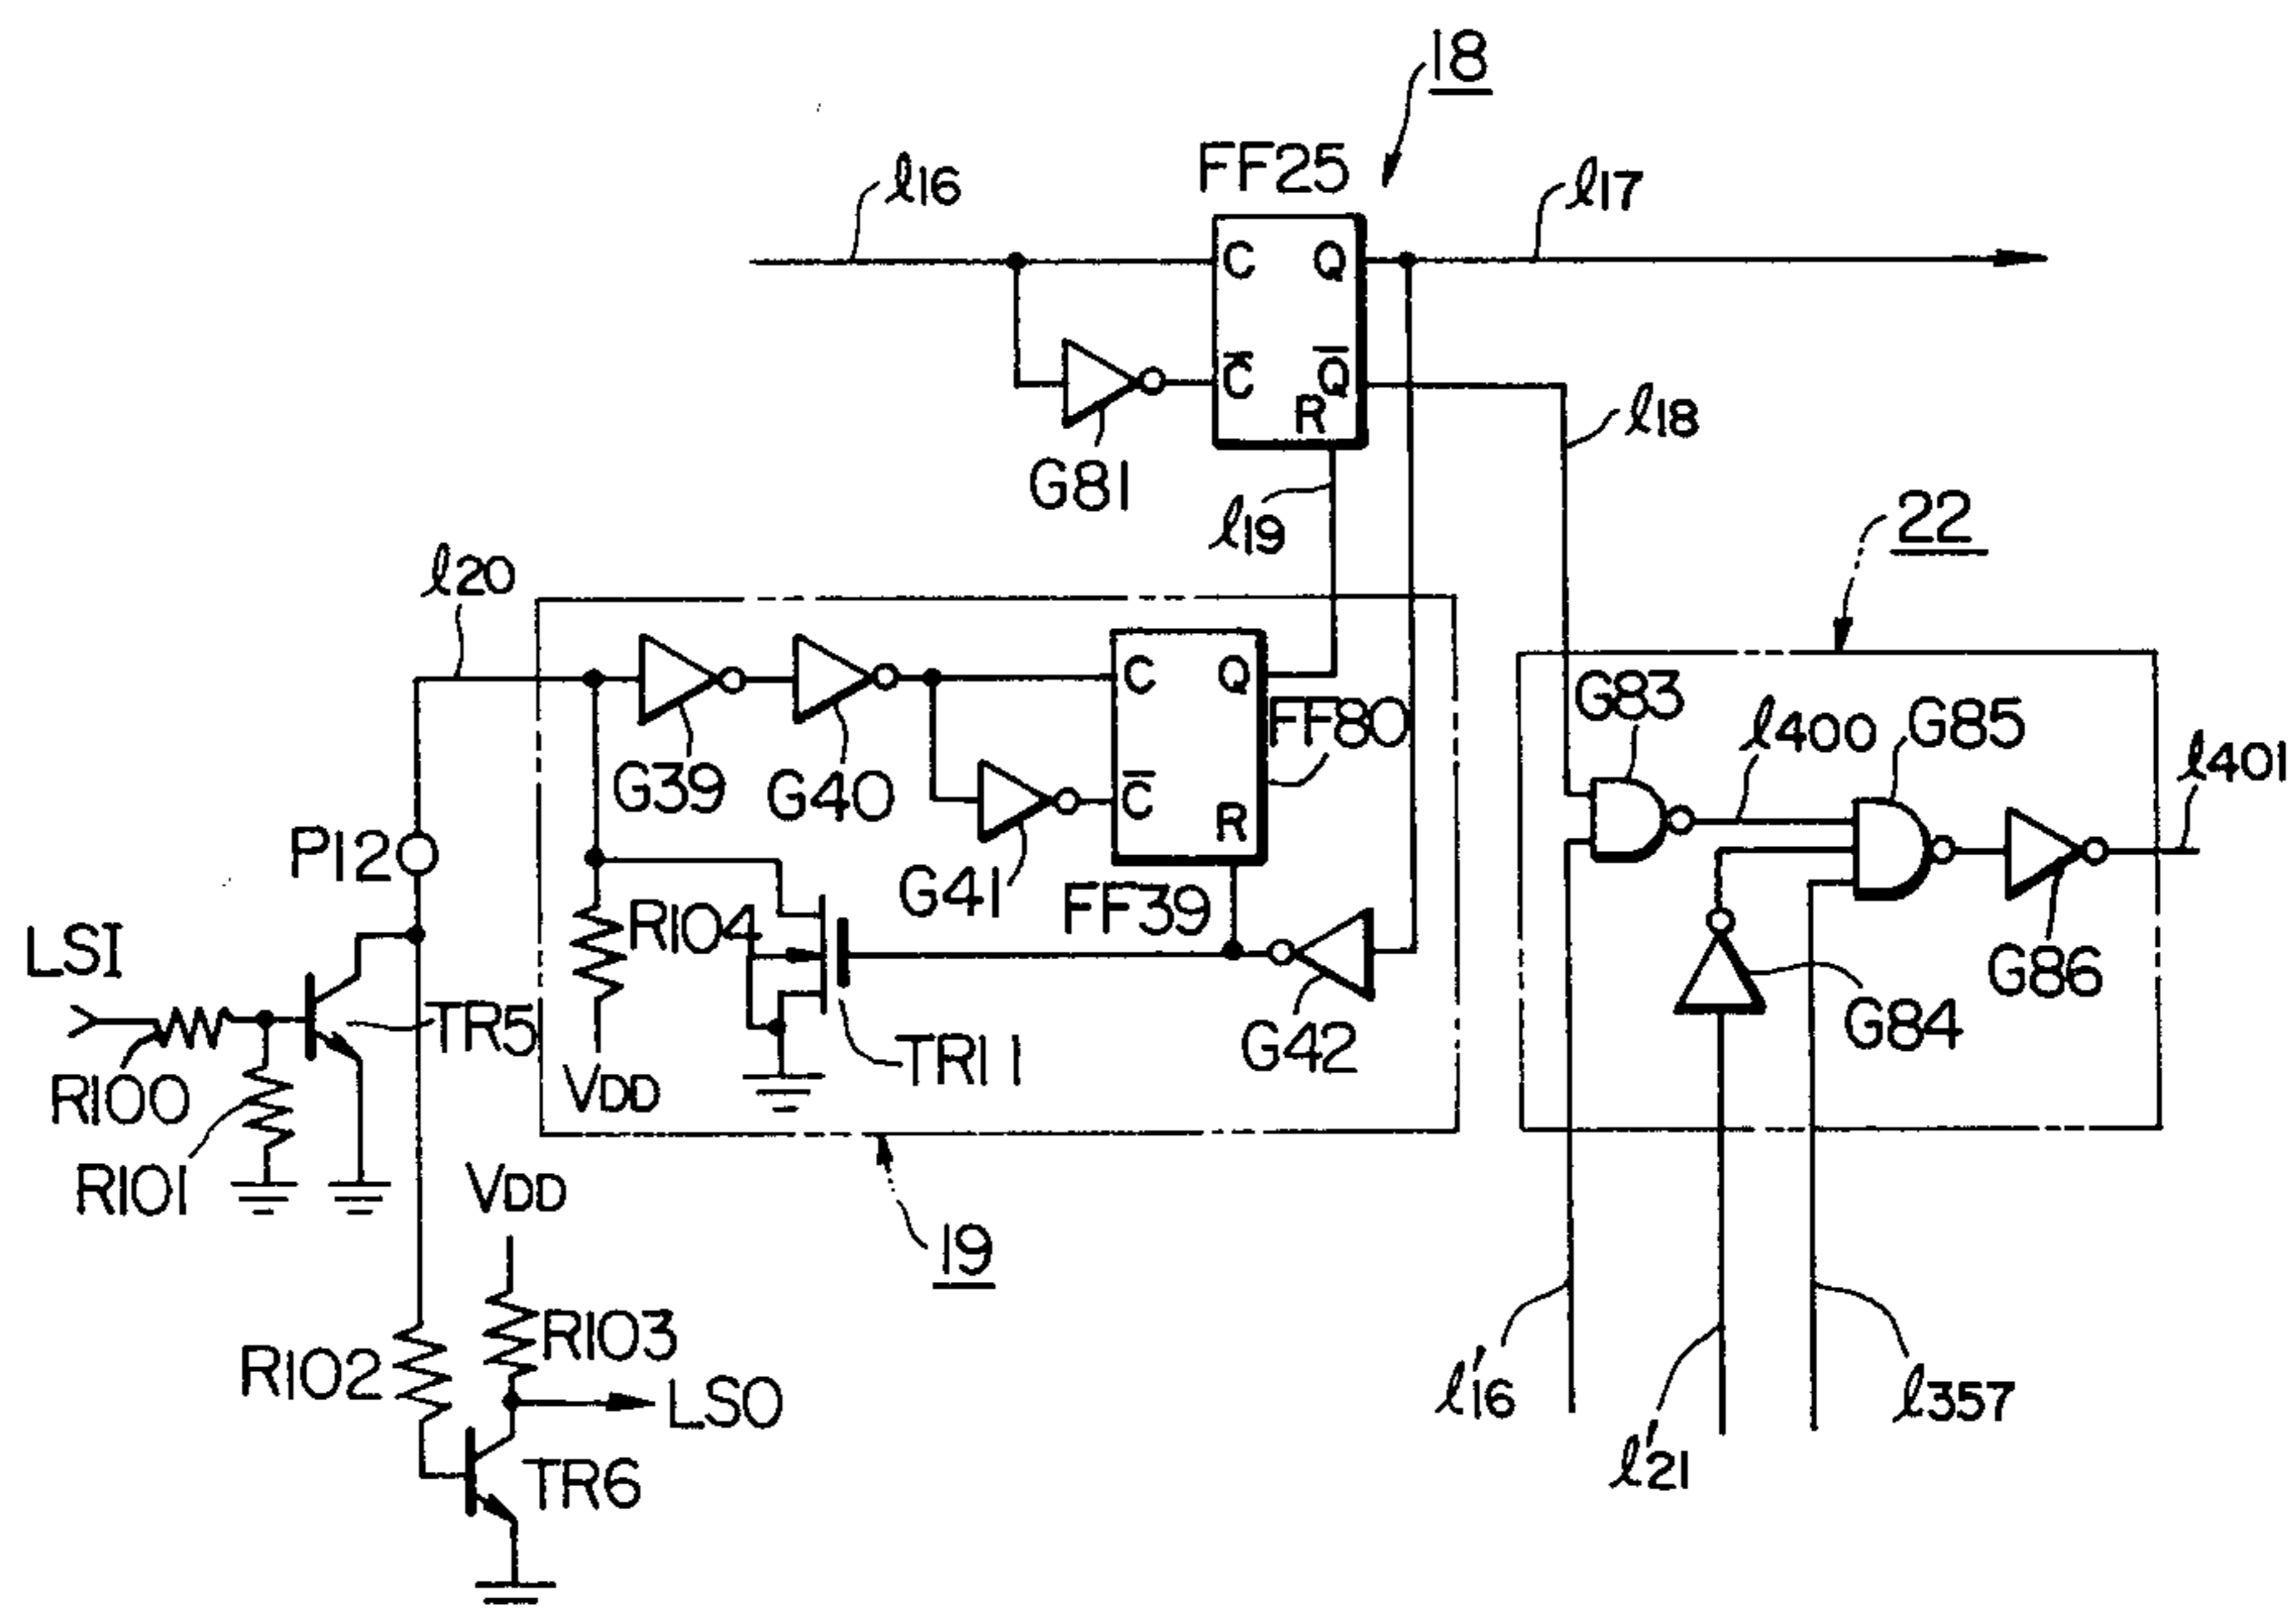 18
FF25
ℓ16
ℓ17
C Q
C̅ Q̅
R
ℓ18
G81
ℓ19
22
ℓ20
C Q
G83
FF80
ℓ400
G85
ℓ401
G39
G40
C̅
R
P12
G41
FF39
R104
LSI
G86
G84
TR5
TR11
G42
R100
VDD
R101
VDD
19
R103
R102
LSO
ℓ'16
ℓ357
ℓ'21
TR6